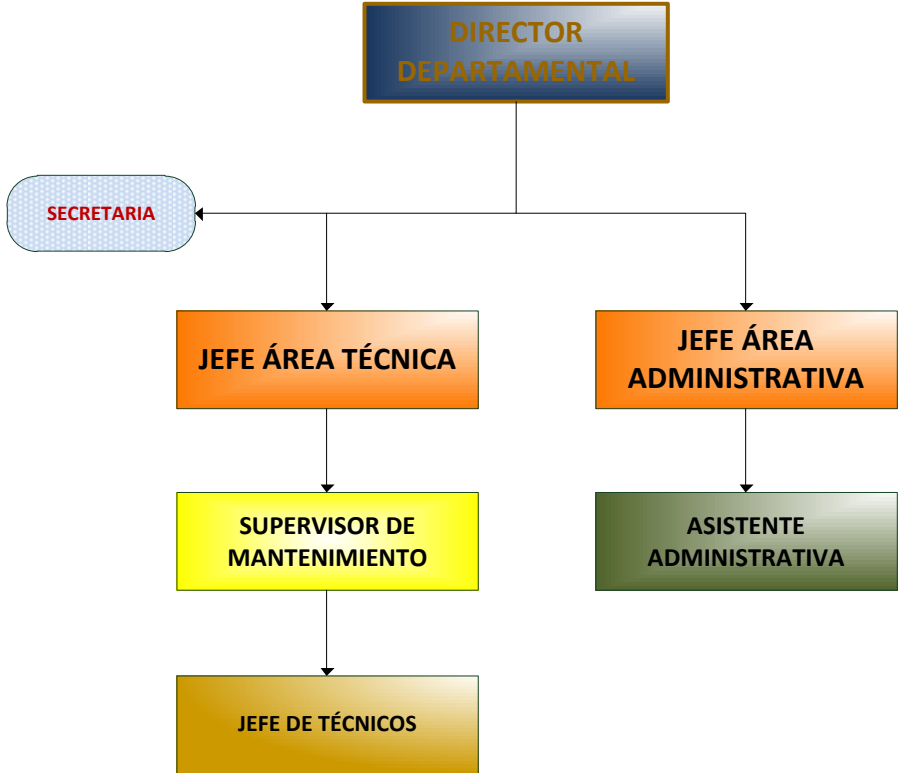 DIRECTOR
DEPARTAMENTAL
SECRETARIA
JEFE ÁREA TÉCNICA
JEFE ÁREA
ADMINISTRATIVA
SUPERVISOR DE
MANTENIMIENTO
ASISTENTE
ADMINISTRATIVA
JEFE DE TÉCNICOS